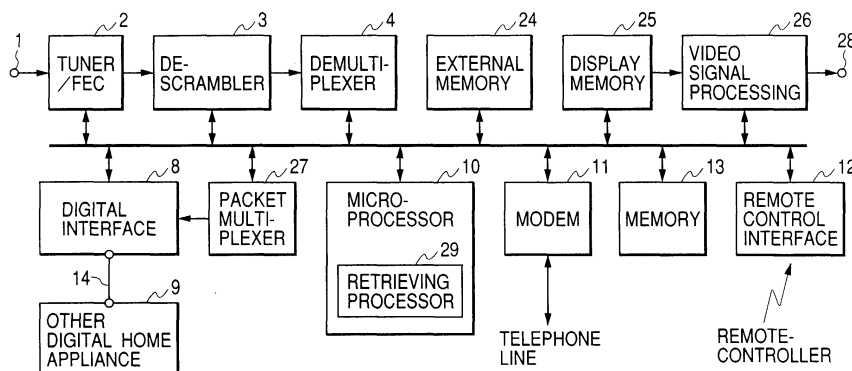 1
2
3
4
24
25
26
28
TUNER
/FEC
DE-
SCRAMBLER
DEMULTI-
PLEXER
EXTERNAL
MEMORY
DISPLAY
MEMORY
VIDEO
SIGNAL
PROCESSING
8
27
10
11
13
12
DIGITAL
INTERFACE
PACKET
MULTI-
PLEXER
MICRO-
PROCESSOR
29
RETRIEVING
PROCESSOR
MODEM
MEMORY
REMOTE
CONTROL
INTERFACE
14
9
OTHER
DIGITAL HOME
APPLIANCE
TELEPHONE
LINE
REMOTE-
CONTROLLER